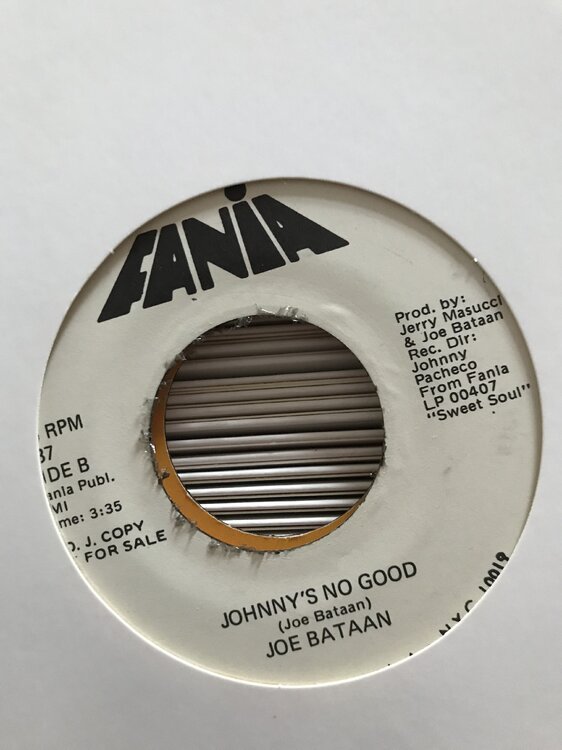 FANIA
Prod. by:
Jerry Masucci
& Joe Bataan
Rec. Dir:
Johnny
Pacheco
From Fania
LP 00407
"Sweet Soul"
RPM
37
IDE B
ania Publ.
MI
me: 3:35
D. J. COPY
FOR SALE
JOHNNY'S NO GOOD
(Joe Bataan)
JOE BATAAN
N.Y.C. 10019